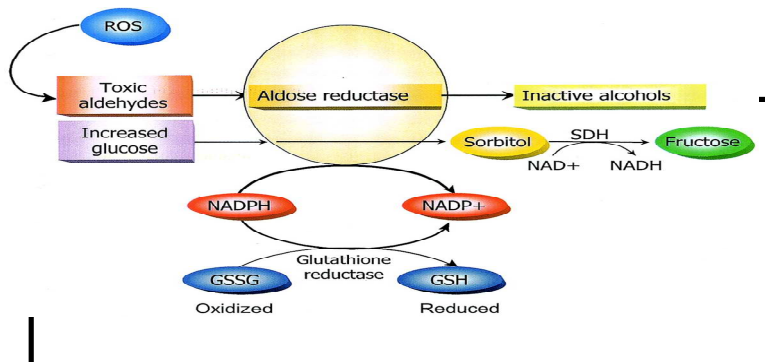 ROS
Toxic
aldehydes
Aldose reductase
Inactive alcohols
Increased
glucose
Sorbitol
SDH
Fructose
NAD+
NADH
NADPH
NADP+
Glutathione
reductase
GSSG
GSH
Oxidized
Reduced